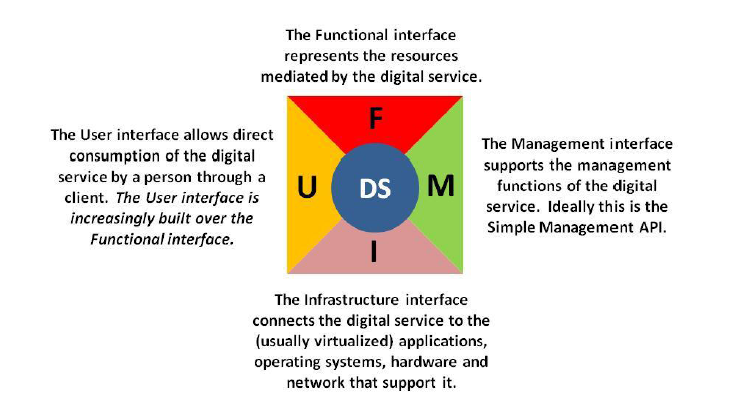 The Functional interface
represents the resources
mediated by the digital service.
F
The User interface allows direct
consumption of the digital
service by a person through a
client. The User interface is
increasingly built over the
Functional interface.
U
DS
M
The Management interface
supports the management
functions of the digital
service. Ideally this is the
Simple Management API.
I
The Infrastructure interface
connects the digital service to the
(usually virtualized) applications,
operating systems, hardware and
network that support it.